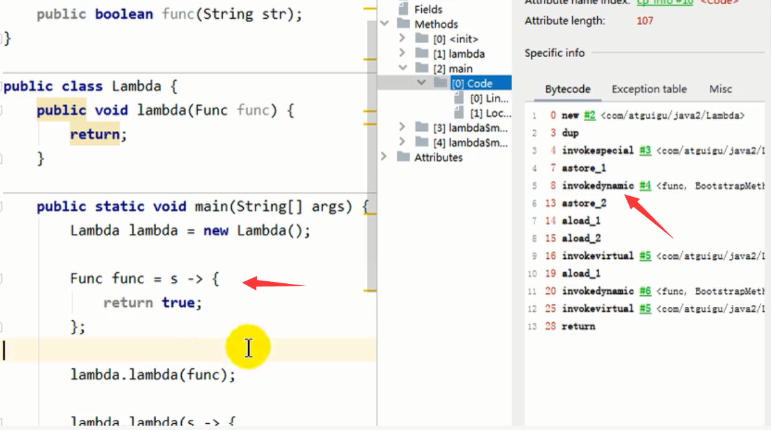 public boolean func(String str);
}
public class Lambda {
public void lambda(Func func) {
return;
}
public static void main(String[] args) {
Lambda lambda = new Lambda();
Func func = s -> {
return true;
};
lambda.lambda(func);
lambda.lambda(s -> {
Fields
Methods
[0] <init>
[1] lambda
[2] main
[0] Code
[0] Lin...
[1] Loc...
[3] lambda$m...
[4] lambda$m...
Attributes
Attribute name index: cp_info #10 <Code>
Attribute length: 107
Specific info
Bytecode Exception table Misc
1 0 new #2 <com/atguigu/java2/Lambda>
2 3 dup
3 4 invokespecial #3 <com/atguigu/java2/l
4 7 astore_1
5 8 invokedynamic #4 <func, BootstrapMeth
6 13 astore_2
7 14 aload_1
8 15 aload_2
9 16 invokevirtual #5 <com/atguigu/java2/l
10 19 aload_1
11 20 invokedynamic #6 <func, BootstrapMeth
12 25 invokevirtual #5 <com/atguigu/java2/l
13 28 return